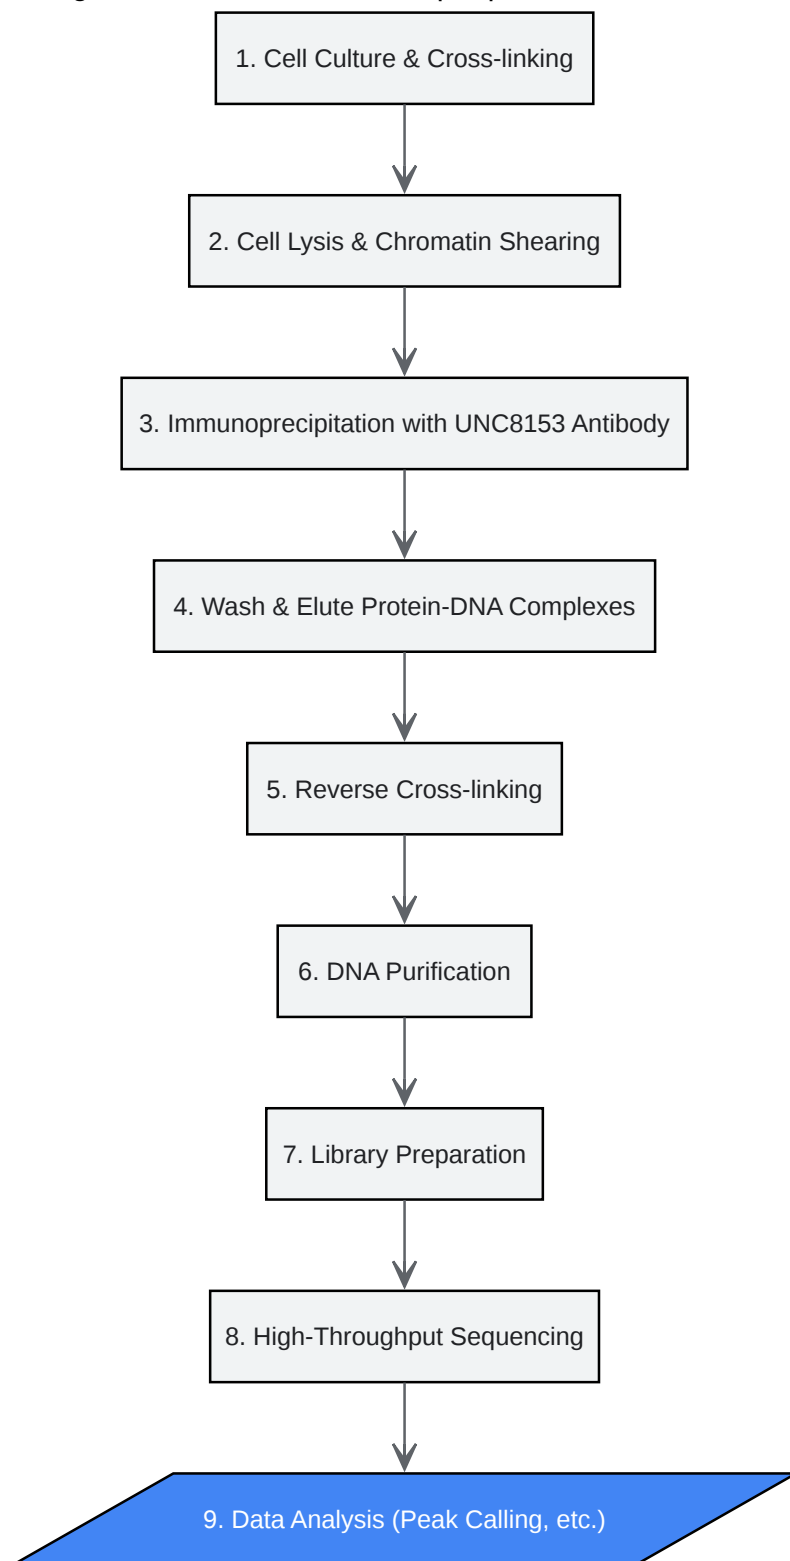 1. Cell Culture & Cross-linking
2. Cell Lysis & Chromatin Shearing
3. Immunoprecipitation with UNC8153 Antibody
4. Wash & Elute Protein-DNA Complexes
5. Reverse Cross-linking
6. DNA Purification
7. Library Preparation
8. High-Throughput Sequencing
9. Data Analysis (Peak Calling, etc.)